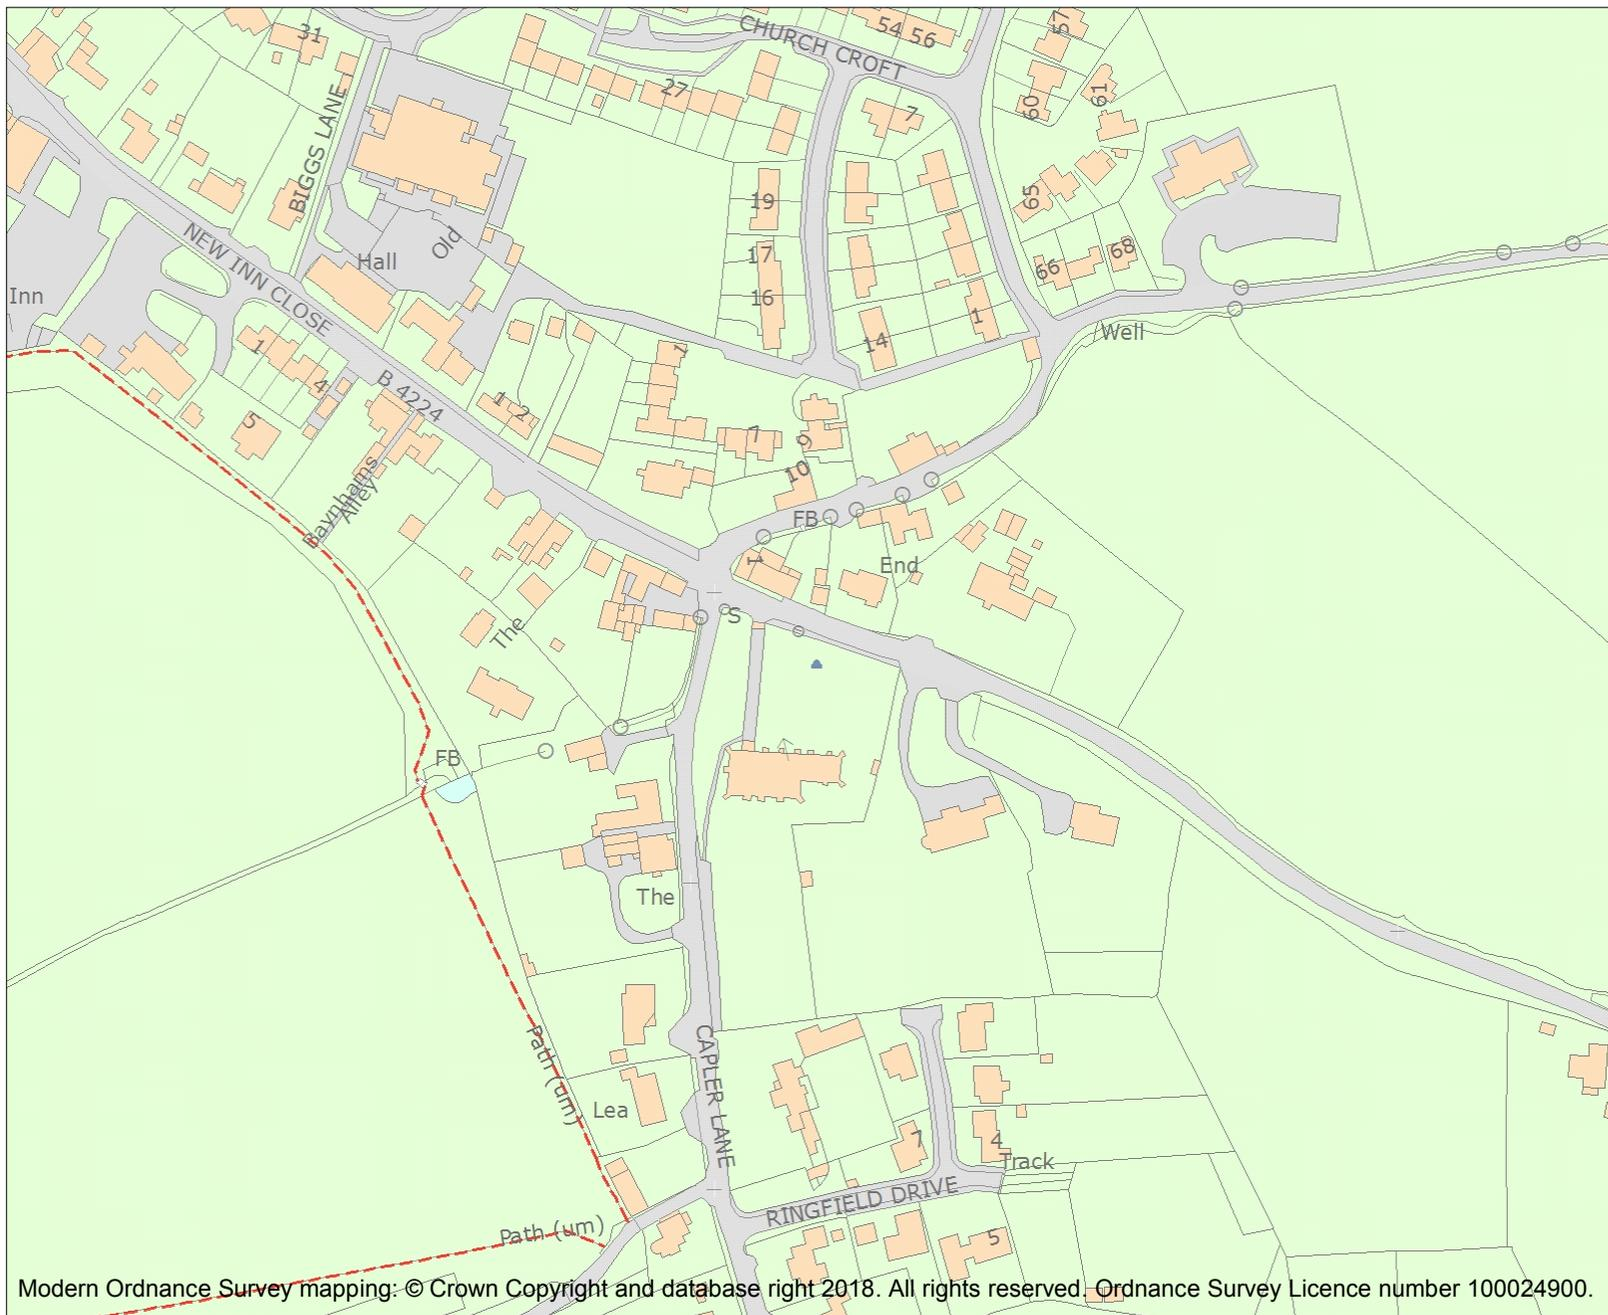 CHURCH CROFT
54 56
57
31
27
7
60
61
BIGGS LANE
65
19
Old
Hall
NEW INN CLOSE
17
68
66
Inn
16
1
14
Well
1
1
4
B 4224
1 2
5
7
9
10
Baynhams
Alley
FB
1
End
S
The
FB
The
Path (um)
CAPLER LANE
Lea
7
4
Track
RINGFIELD DRIVE
Path (um)
5
Modern Ordnance Survey mapping: © Crown Copyright and database right 2018. All rights reserved. Ordnance Survey Licence number 100024900.